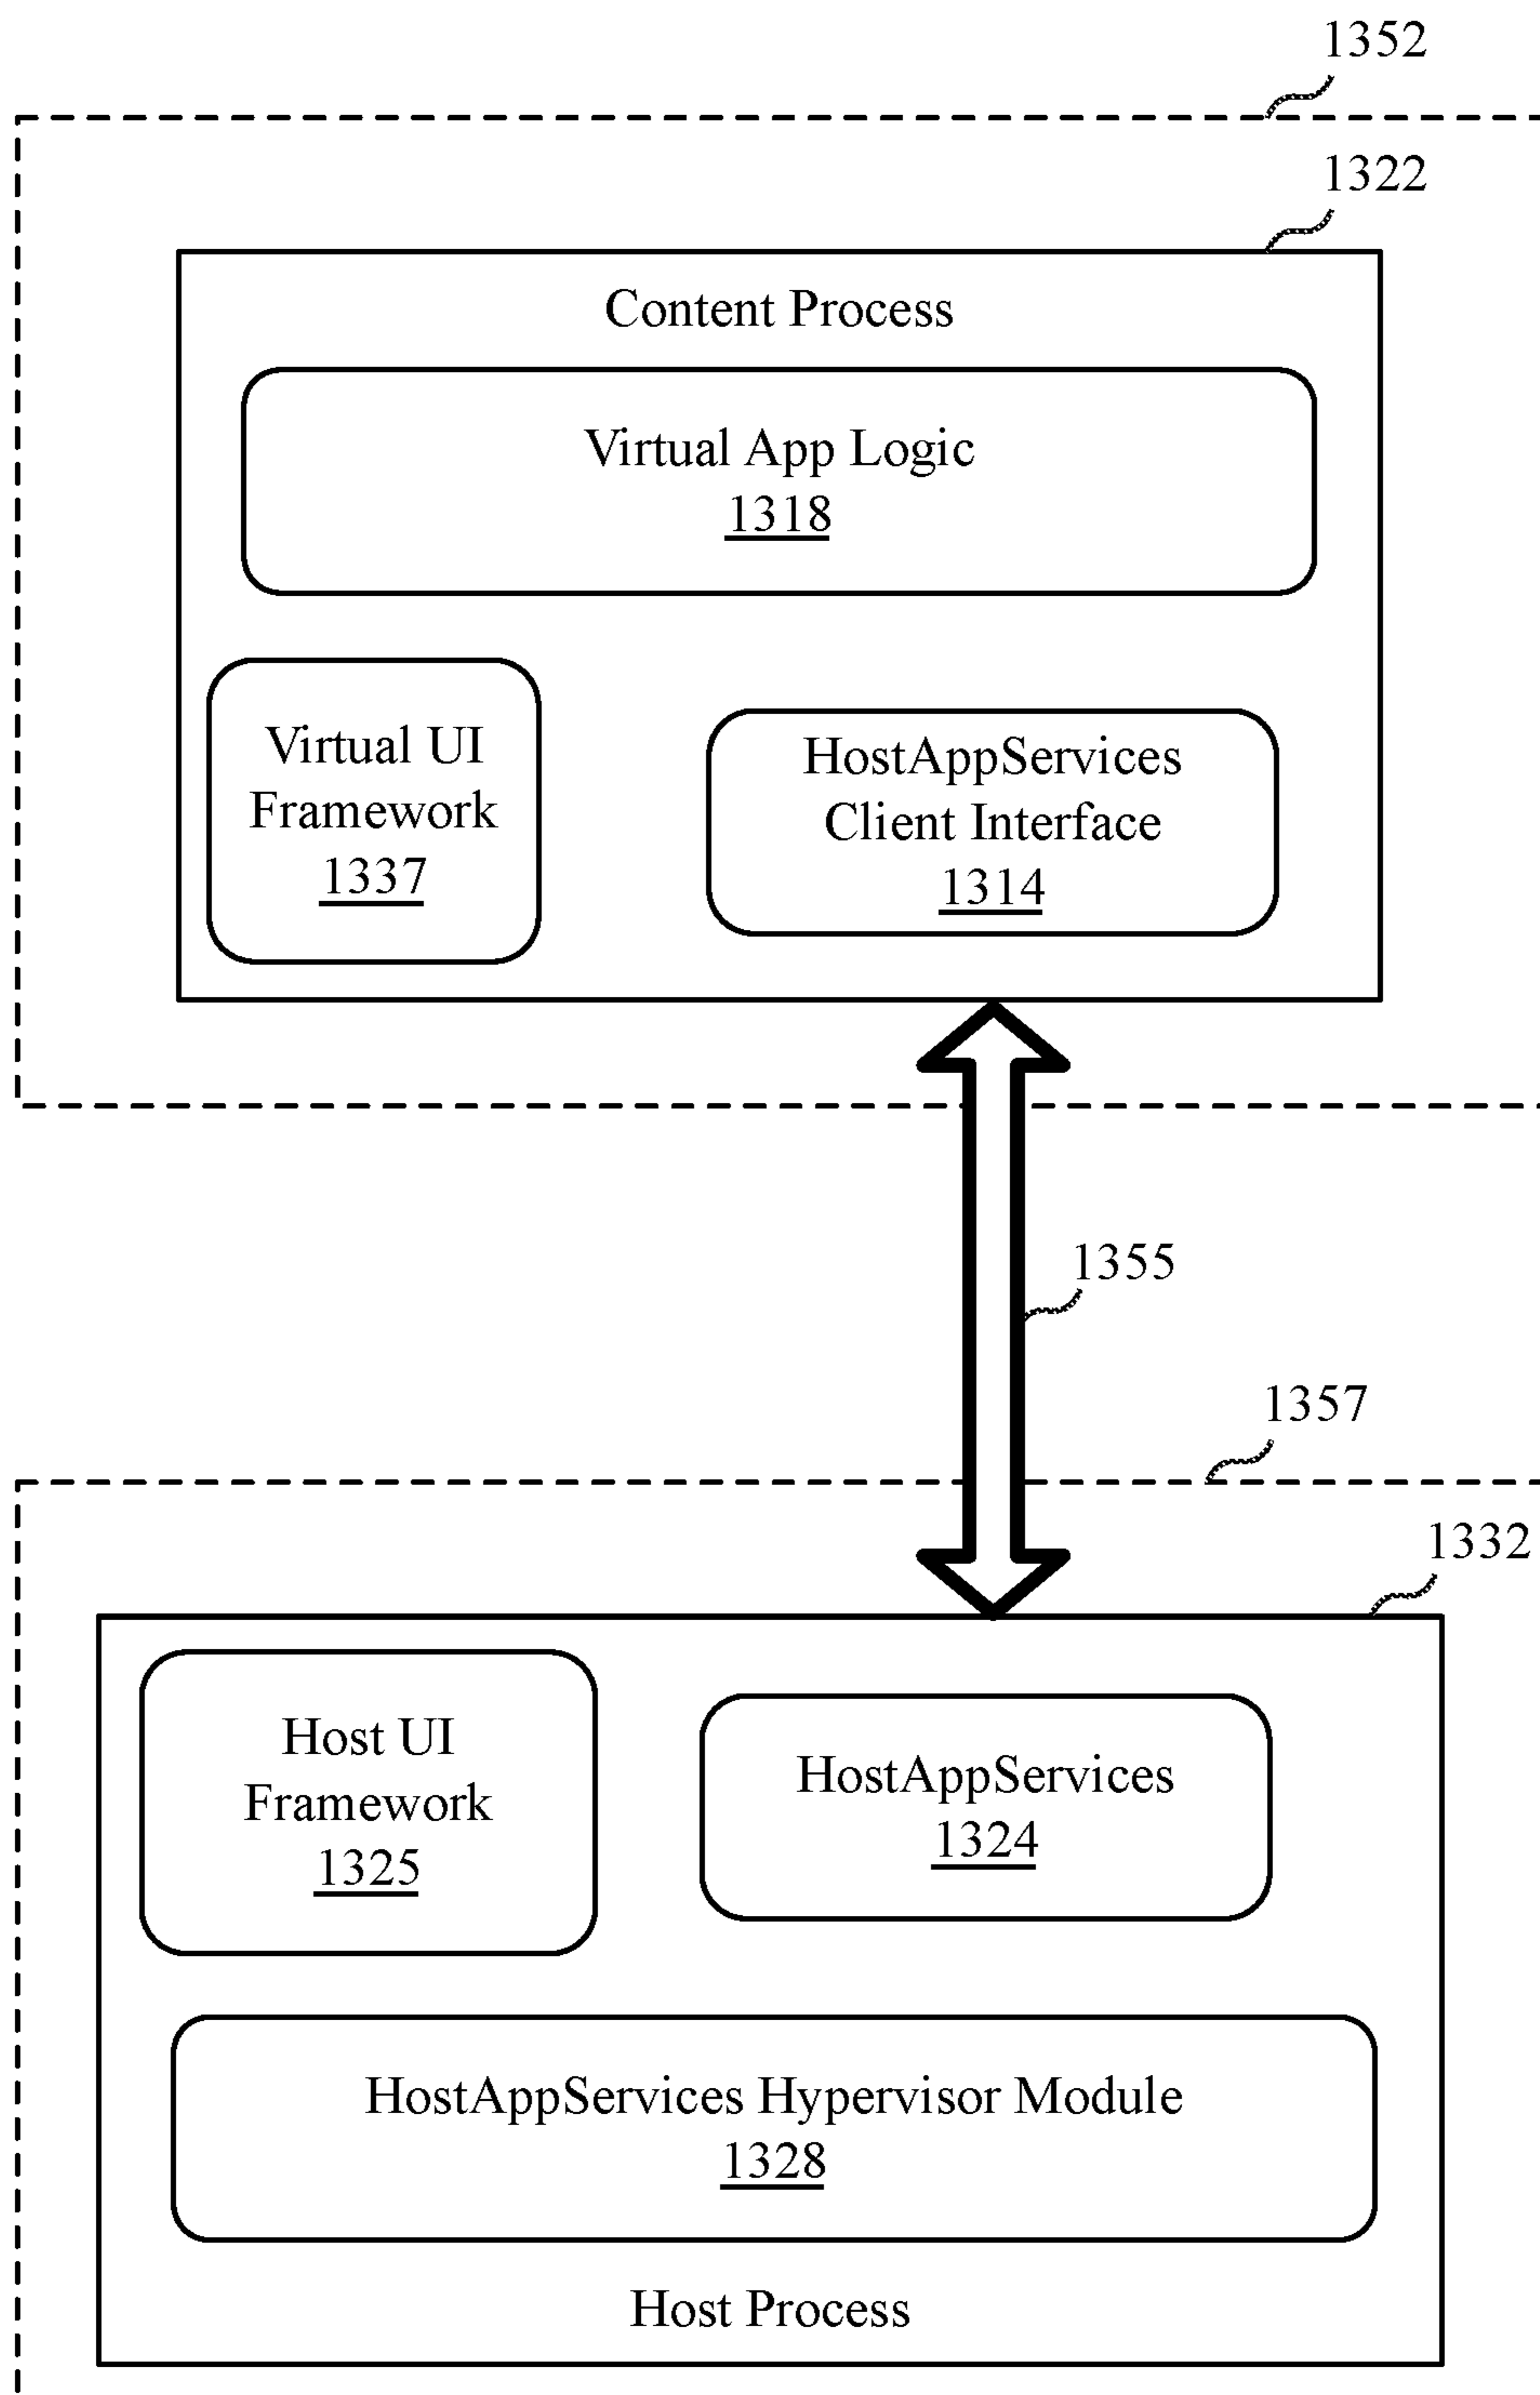 1352
1322
Content Process
Virtual App Logic
1318
Virtual UI
Framework
1337
HostAppServices
Client Interface
1314
1355
1357
1332
Host UI
Framework
1325
HostAppServices
1324
HostAppServices Hypervisor Module
1328
Host Process